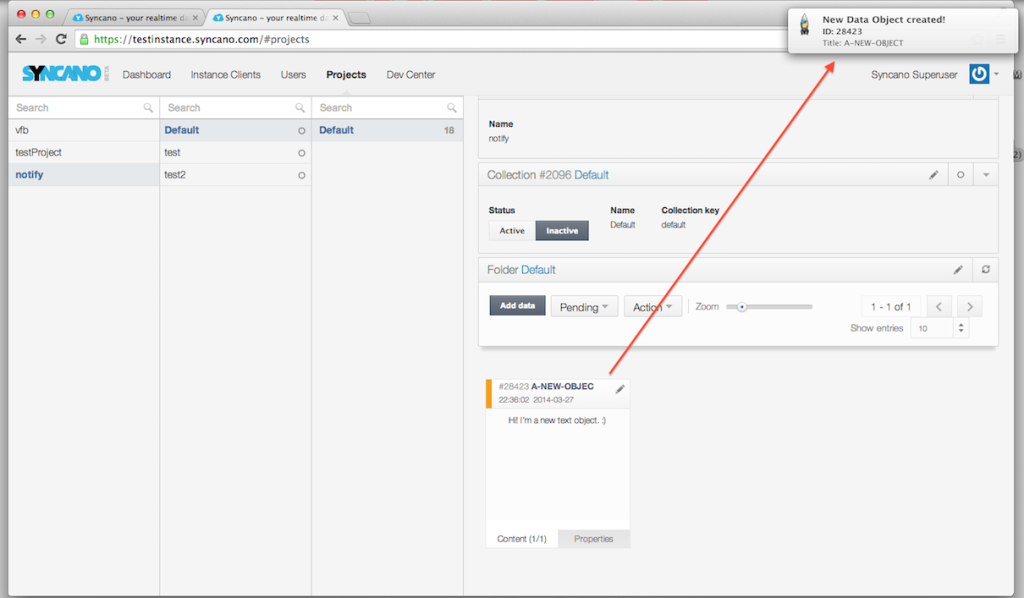 Syncano – your realtime da
Syncano – your realtime da
New Data Object created!
ID: 28423
Title: A-NEW-OBJECT
https://testinstance.syncano.com/#projects
SYNCANO BETA
Dashboard
Instance Clients
Users
Projects
Dev Center
Syncano Superuser
Search
Search
Search
vfb
testProject
notify
Default
test
test2
Default 18
Name
notify
Collection #2096 Default
Status
Active
Inactive
Name
Default
Collection key
default
Folder Default
Add data
Pending
Action
Zoom
1 - 1 of 1
Show entries 10
#28423 A-NEW-OBJEC
22:36:02 2014-03-27
Hi! I'm a new text object. :)
Content (1/1)
Properties